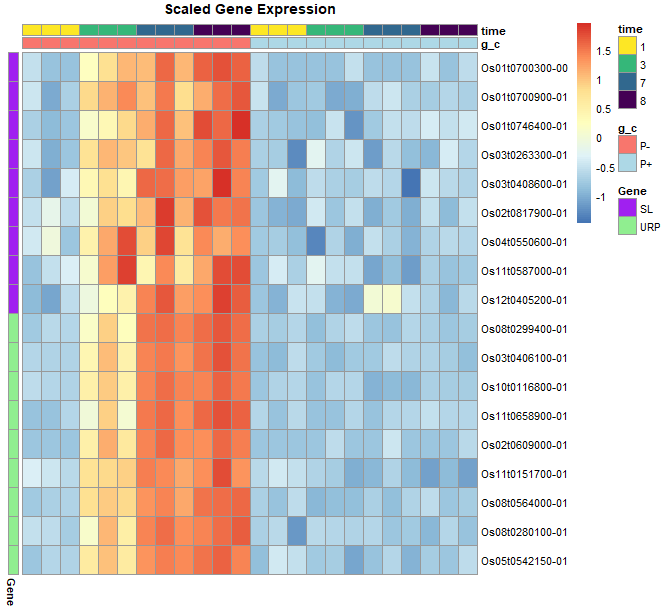 Scaled Gene Expression
time
g_c
Os01t0700300-00
Os01t0700900-01
Os01t0746400-01
Os03t0263300-01
Os03t0408600-01
Os02t0817900-01
Os04t0550600-01
Os11t0587000-01
Os12t0405200-01
Os08t0299400-01
Os03t0406100-01
Os10t0116800-01
Os11t0658900-01
Os02t0609000-01
Os11t0151700-01
Os08t0564000-01
Os08t0280100-01
Os05t0542150-01
Gene
1.5
1
0.5
0
-0.5
-1
time
1
3
7
8
g_c
P-
P+
Gene
SL
URP